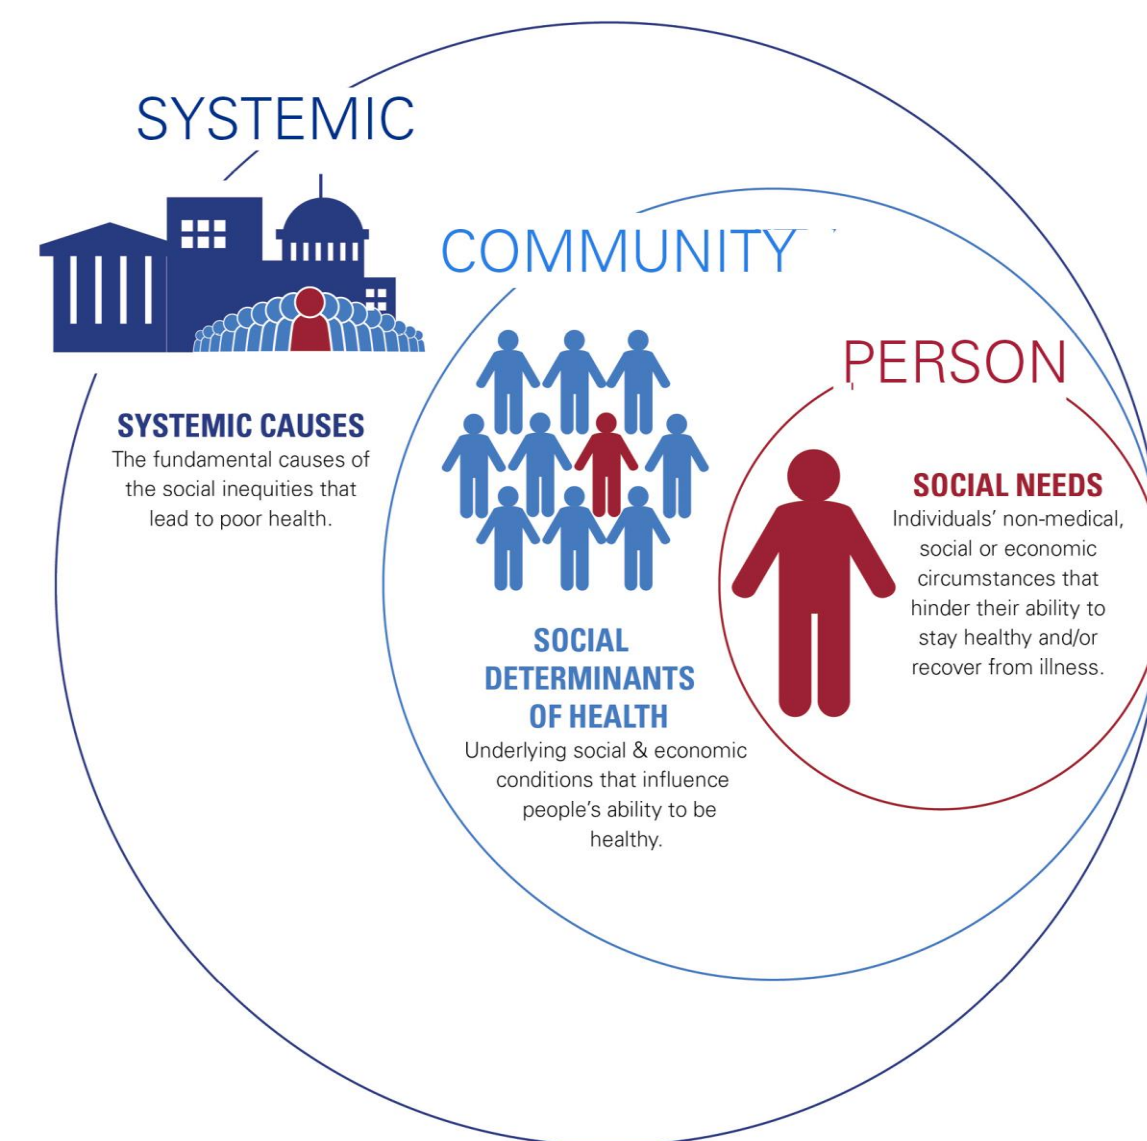 SYSTEMIC
SYSTEMIC CAUSES
The fundamental causes of
the social inequities that
lead to poor health.
COMMUNITY
SOCIAL
DETERMINANTS
OF HEALTH
Underlying social & economic
conditions that influence
people's ability to be
healthy.
PERSON
SOCIAL NEEDS
Individuals' non-medical,
social or economic
circumstances that
hinder their ability to
stay healthy and/or
recover from illness.